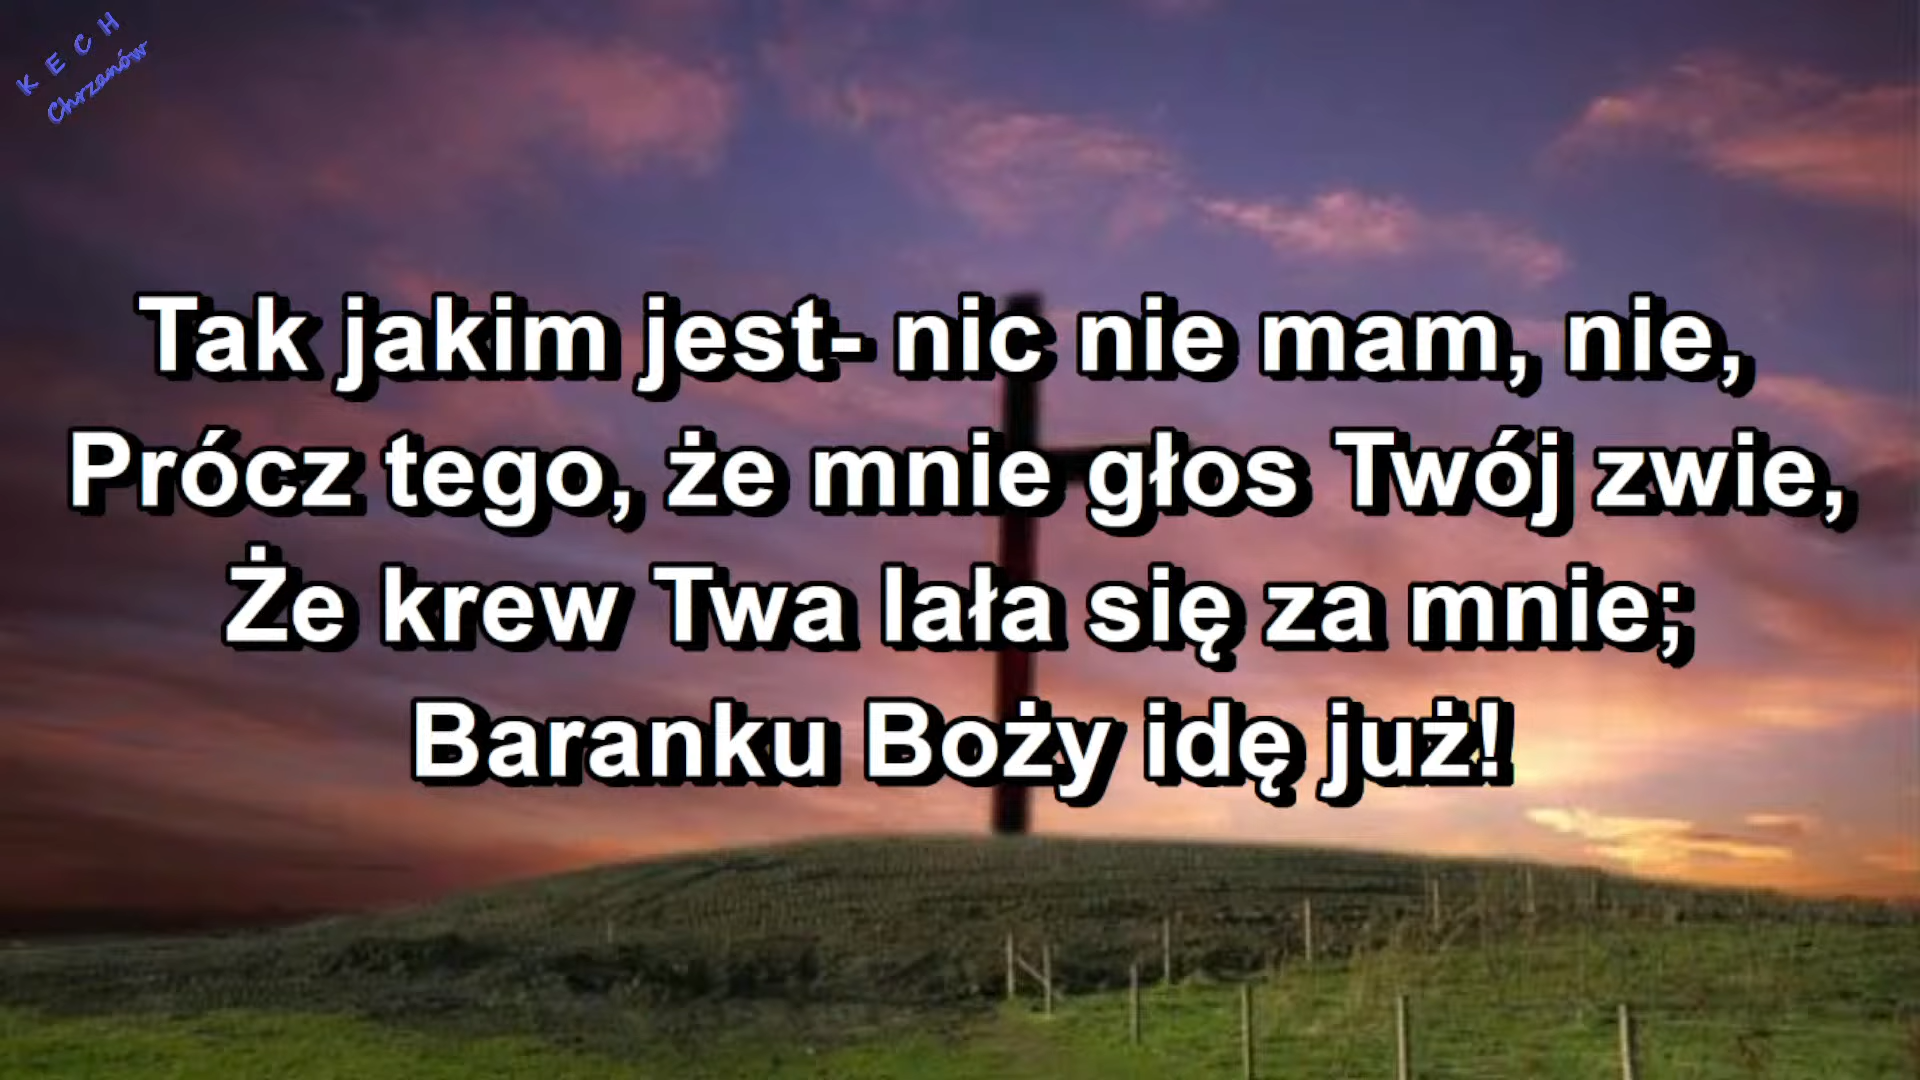 K E C H
Chrzanów
Tak jakim jest- nic nie mam, nie,
Prócz tego, że mnie głos Twój zwie,
Że krew Twa lała się za mnie;
Baranku Boży idę już!